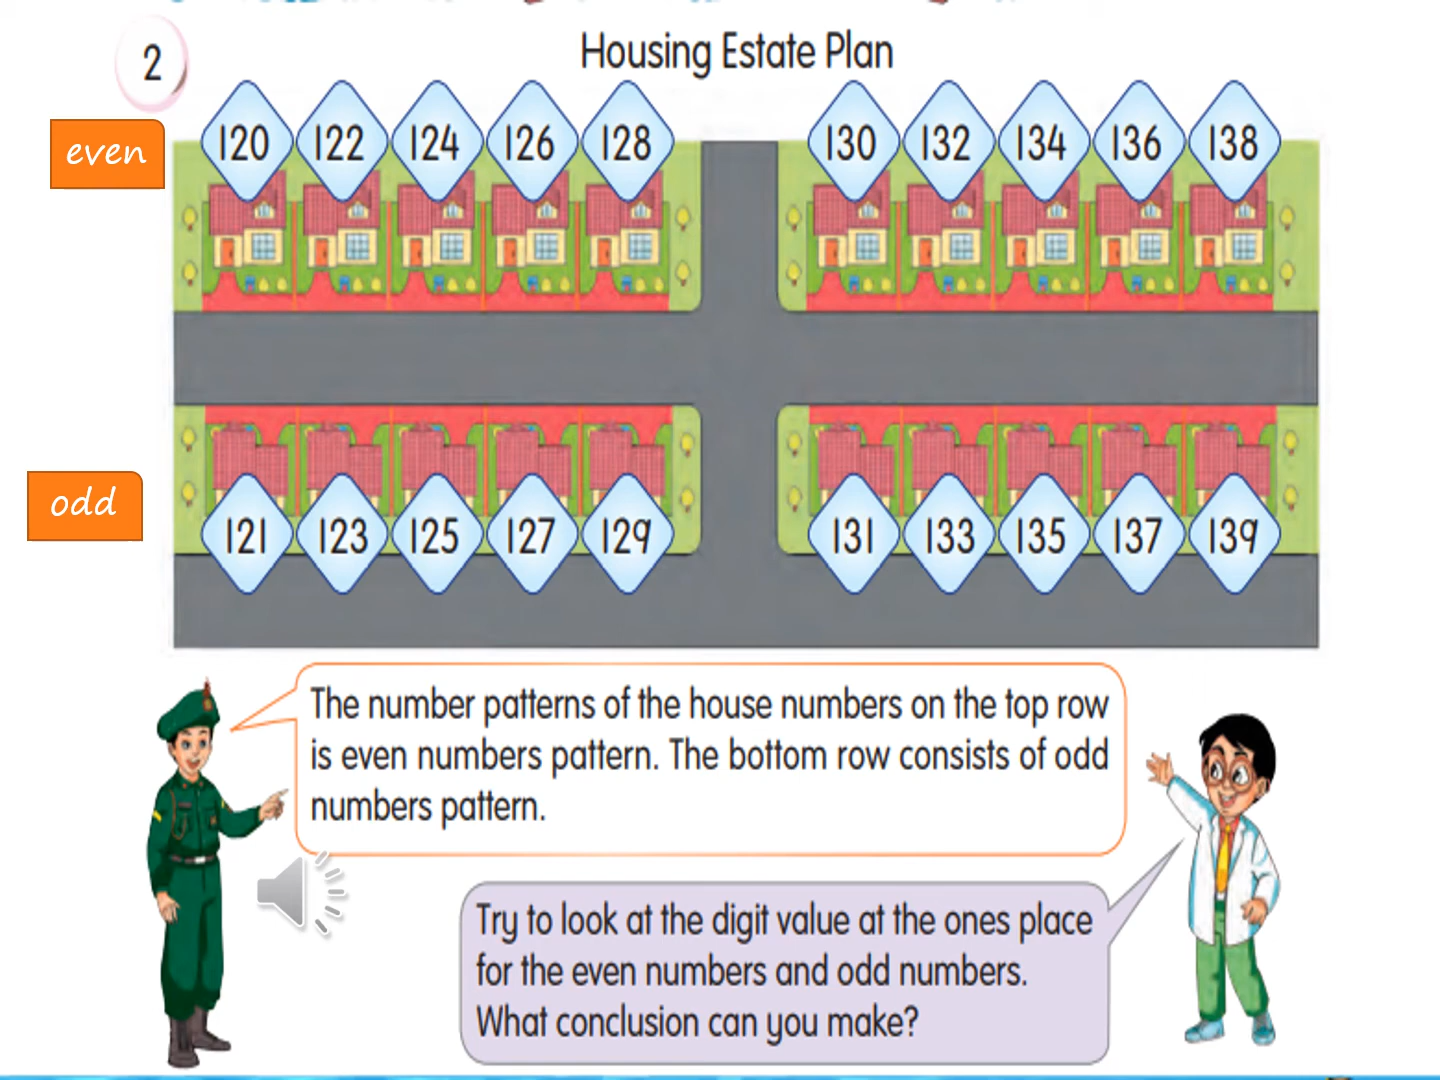 2
Housing Estate Plan
even
120 122 124 126 128 130 132 134 136 138
odd
121 123 125 127 129 131 133 135 137 139
The number patterns of the house numbers on the top row
is even numbers pattern. The bottom row consists of odd
numbers pattern.
Try to look at the digit value at the ones place
for the even numbers and odd numbers.
What conclusion can you make?